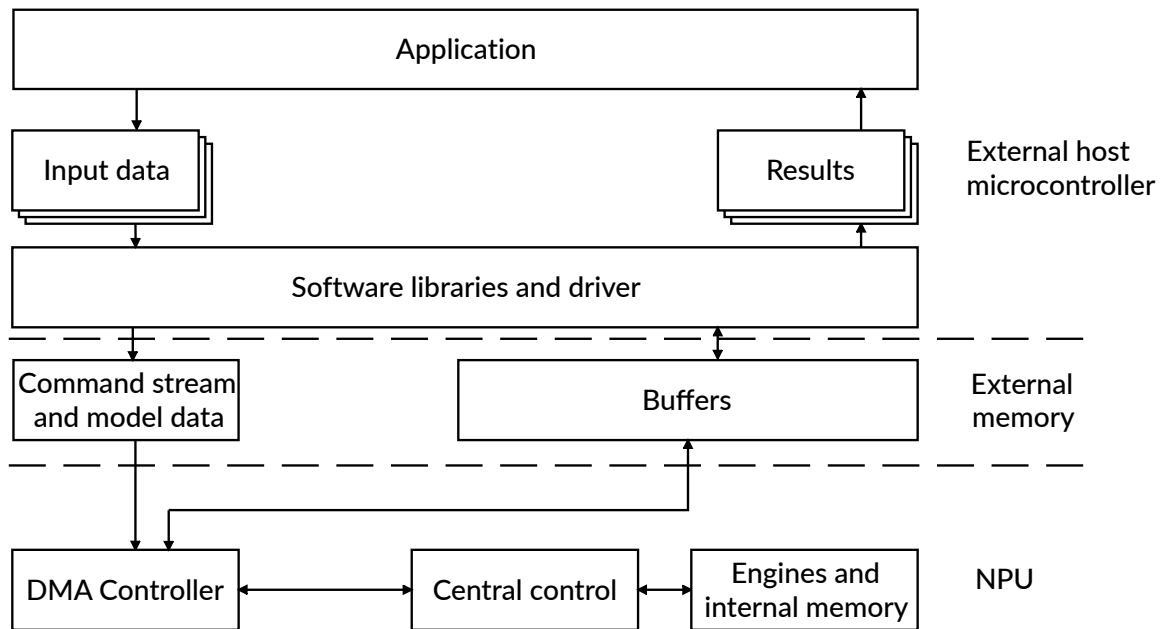 Application
Input data
Results
External host
microcontroller
Software libraries and driver
Command stream
and model data
Buffers
External
memory
DMA Controller
Central control
Engines and
internal memory
NPU